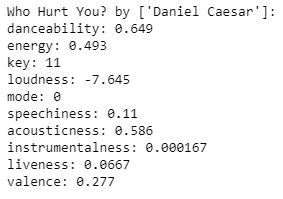 Who Hurt You? by ['Daniel Caesar']:
danceability: 0.649
energy: 0.493
key: 11
loudness: -7.645
mode: 0
speechiness: 0.11
acousticness: 0.586
instrumentalness: 0.000167
liveness: 0.0667
valence: 0.277